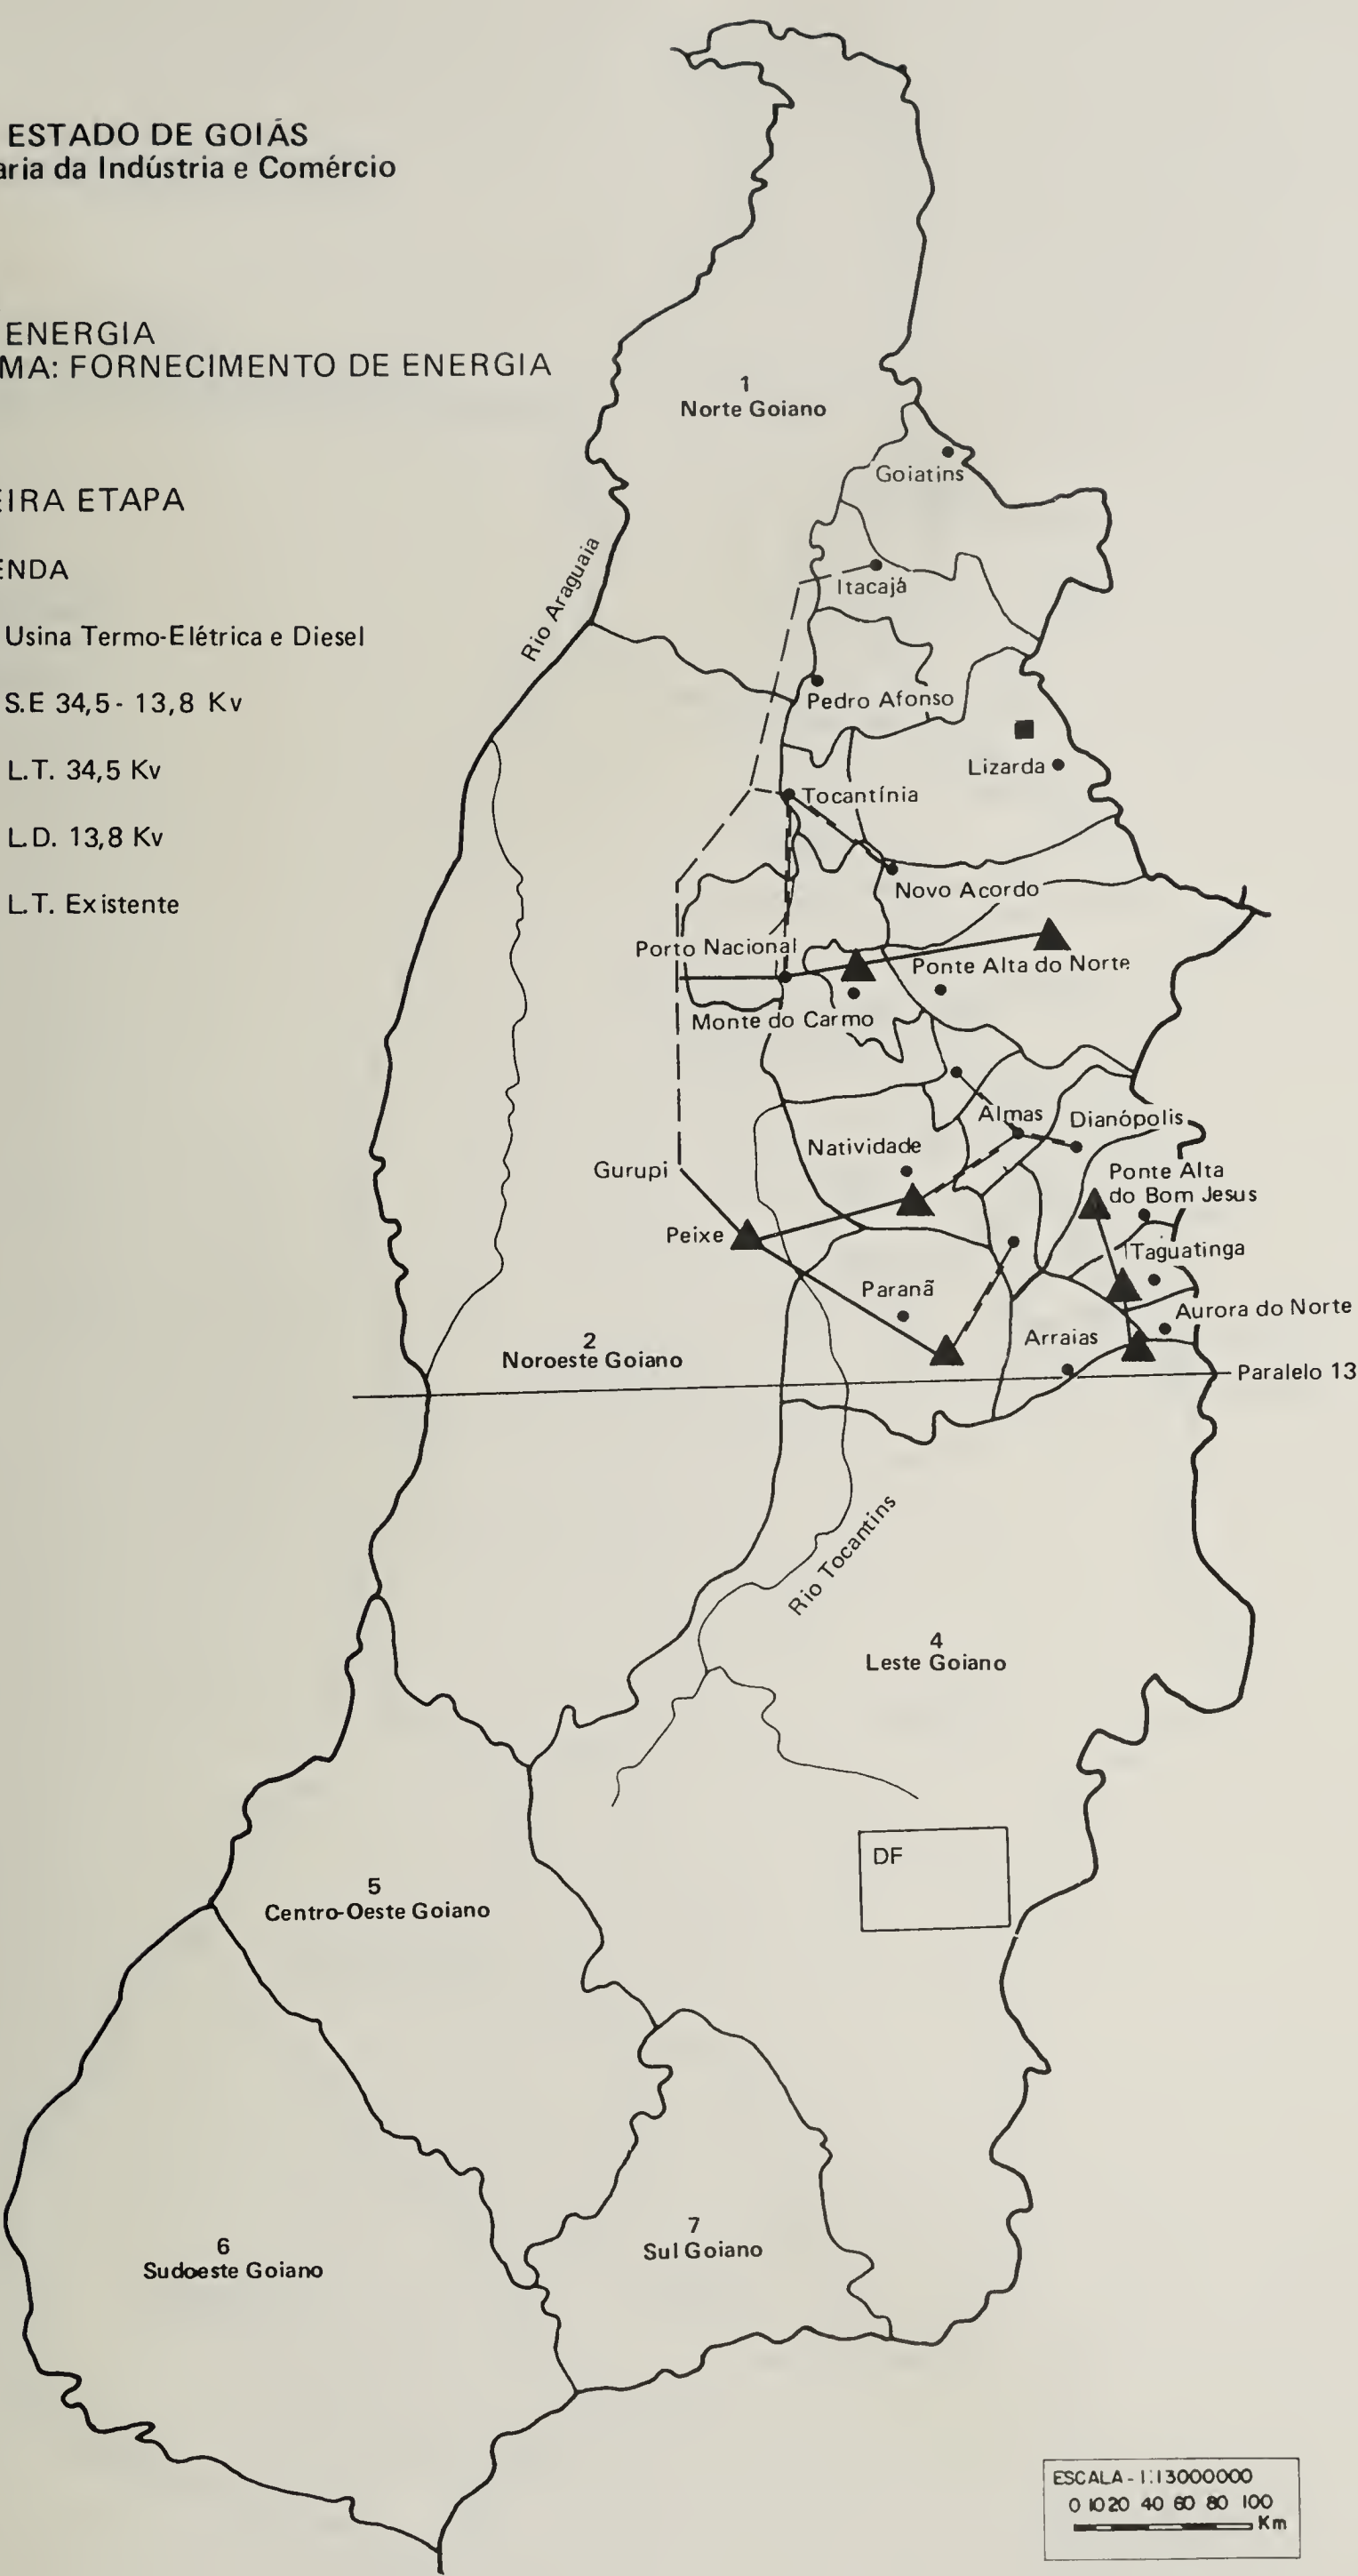 ESTADO DE GOIÁS
aria da Indústria e Comércio
ENERGIA
MA: FORNECIMENTO DE ENERGIA
EIRA ETAPA
ENDA
Usina Termo-Elétrica e Diesel
S.E 34,5- 13,8 Kv
L.T. 34,5 Kv
L.D. 13,8 Kv
L.T. Existente
1
Norte Goiano
Goiatins
Rio Araguaia
Itacajá
Pedro Afonso
Lizarda
Tocantínia
Novo Acordo
Porto Nacional
Ponte Alta do Norte
Monte do Carmo
Almas
Dianópolis
Natividade
Gurupi
Ponte Alta
do Bom Jesus
Peixe
Taguatinga
Paranã
Aurora do Norte
Arraias
2
Noroeste Goiano
Paralelo 13
Rio Tocantins
4
Leste Goiano
DF
5
Centro-Oeste Goiano
7
Sul Goiano
6
Sudoeste Goiano
ESCALA - 1:13000000
0 10 20 40 60 80 100
Km